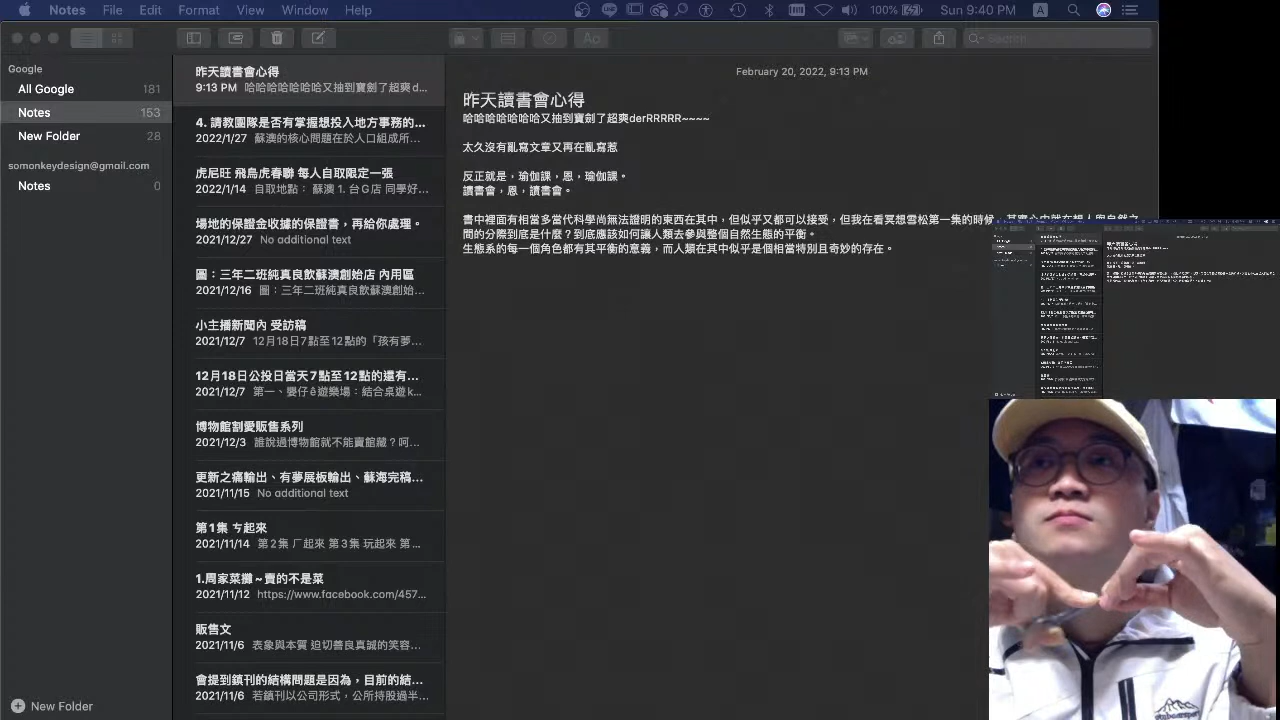 Notes File Edit Format View Window Help
100% Sun 9:40 PM A
Aa Search
Google
All Google 181
Notes 153
New Folder 28
somonkeydesign@gmail.com
Notes 0
New Folder
昨天讀書會心得
9:13 PM 哈哈哈哈哈哈哈又抽到寶劍了超爽d...
4. 請教團隊是否有掌握想投入地方事務的...
2022/1/27 蘇澳的核心問題在於人口組成所...
虎尼旺 飛烏虎春聯 每人自取限定一張
2022/1/14 自取地點： 蘇澳 1. 台G店 同學好...
場地的保證金收據的保證書，再給你處理。
2021/12/27 No additional text
圖：三年二班純真民歌蘇澳創始店 內用區
2021/12/16 圖：三年二班純真民歌蘇澳創始...
小主播新聞內 受訪稿
2021/12/7 12月18日7點至12點的「孩有夢...
12月18日公投日當天7點至12點的還有...
2021/12/7 第一、要仔ê遊樂場：結合桌遊k...
博物館割愛販售系列
2021/12/3 誰說過博物館就不能賣館藏？呵...
更新之痛輸出、有夢展板輸出、蘇海完稿...
2021/11/15 No additional text
第1集 ㄘ起來
2021/11/14 第2集 ㄏ起來 第3集 玩起來 第...
1.周家菜攤~賣的不是菜
2021/11/12 https://www.facebook.com/457...
販售文
2021/11/6 表象與本質 迫切善良真誠的笑容...
會提到鎮刊的結構問題是因為，目前的結...
2021/11/6 若鎮刊以公司形式，公所持股過半...
February 20, 2022, 9:13 PM
昨天讀書會心得
哈哈哈哈哈哈哈又抽到寶劍了超爽derRRRRR~~~~
太久沒有亂寫文章又再在亂寫惹
反正就是，瑜伽課，恩，瑜伽課。
讀書會，恩，讀書會。
書中裡面有相當多當代科學尚無法證明的東西在其中，但似乎又都可以接受，但我在看冥想雪松第一集的時候，其實心中就在想人與自然之
間的分際到底是什麼？到底應該如何讓人類去參與整個自然生態的平衡。
生態系的每一個角色都有其平衡的意義，而人類在其中似乎是個相當特別且奇妙的存在。